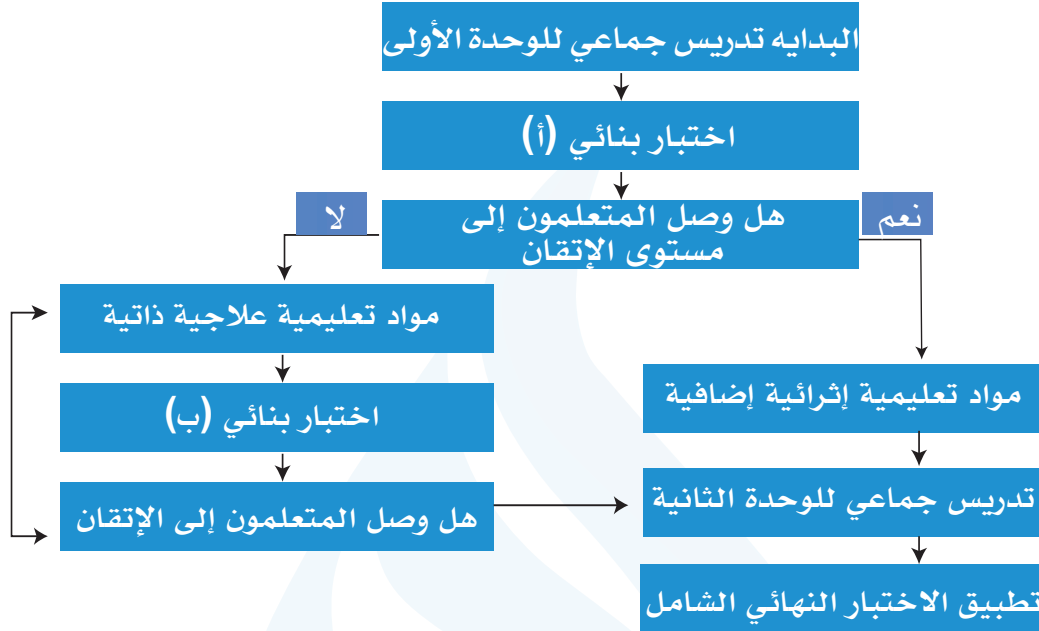 البدايه تدريس جماعي للوحدة الأولى
اختبار بنائي (أ)
هل وصل المتعلمون إلى
مستوى الإتقان
نعم
لا
مواد تعليمية إثرائية إضافية
تدريس جماعي للوحدة الثانية
تطبيق الاختبار النهائي الشامل
مواد تعليمية علاجية ذاتية
اختبار بنائي (ب)
هل وصل المتعلمون إلى الإتقان